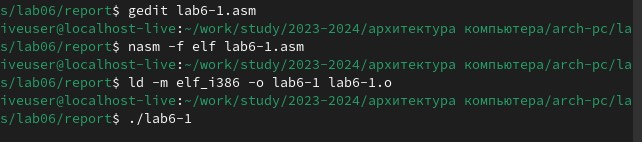 s/lab06/report$ gedit lab6-1.asm
iveuser@localhost-live:~/work/study/2023-2024/архитектура компьютера/arch-pc/la
s/lab06/report$ nasm -f elf lab6-1.asm
iveuser@localhost-live:~/work/study/2023-2024/архитектура компьютера/arch-pc/la
s/lab06/report$ ld -m elf_i386 -o lab6-1 lab6-1.o
iveuser@localhost-live:~/work/study/2023-2024/архитектура компьютера/arch-pc/la
s/lab06/report$ ./lab6-1